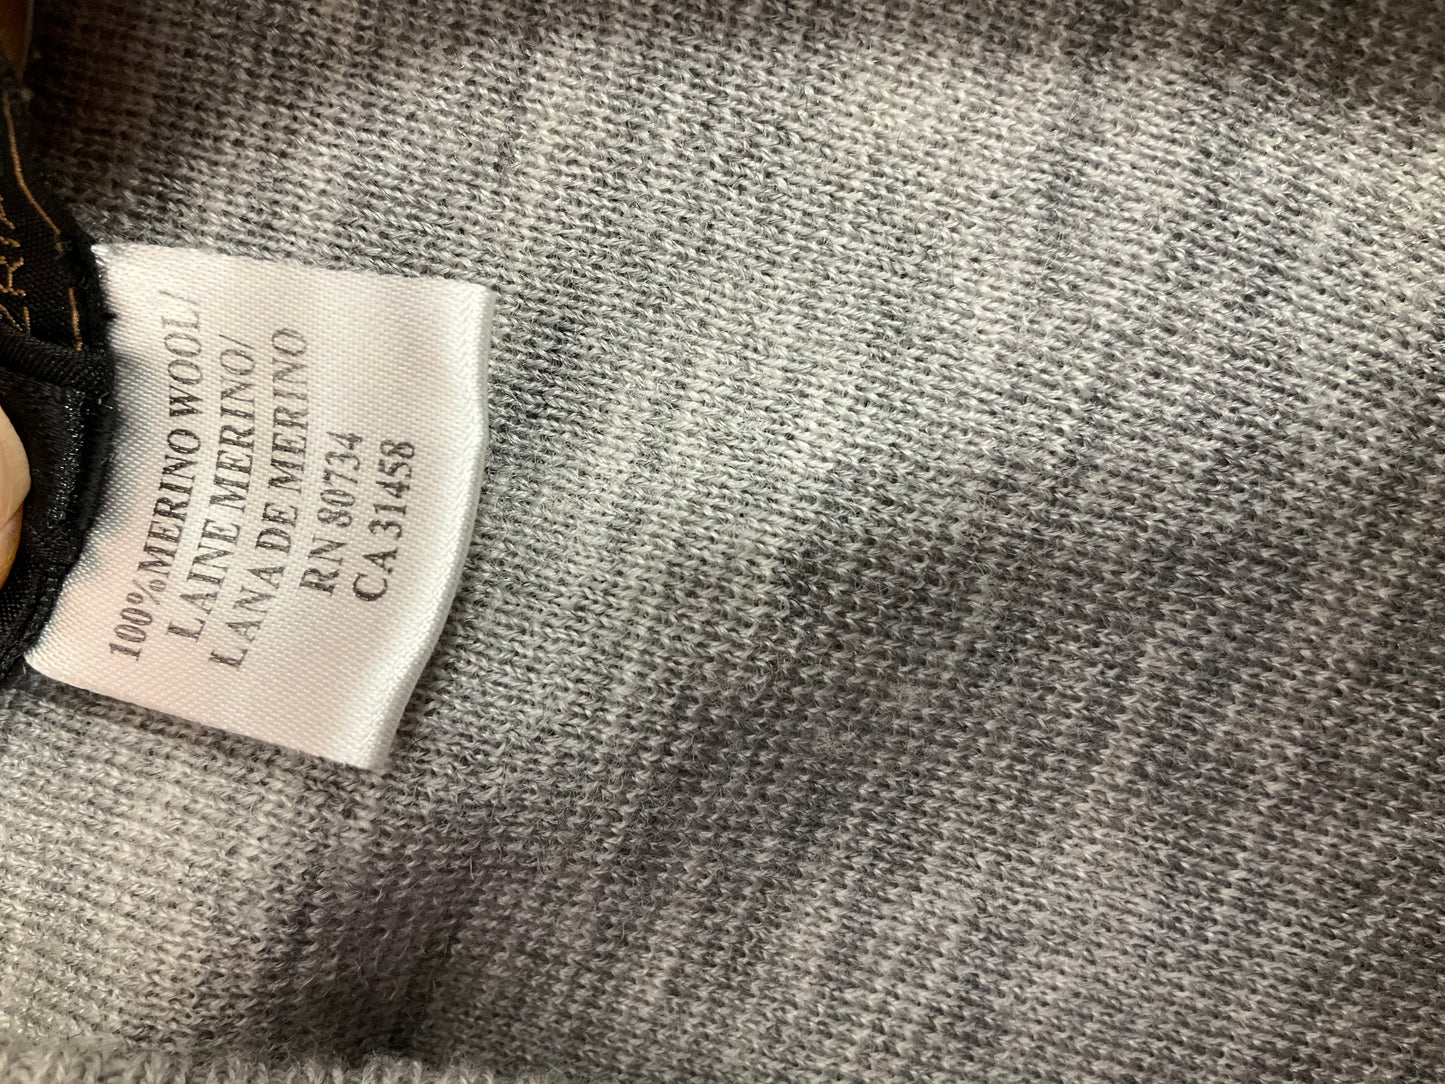 100% MERINO WOOL/
LAINE MERINO/
LANA DE MERINO
RN 80734
CA 31458